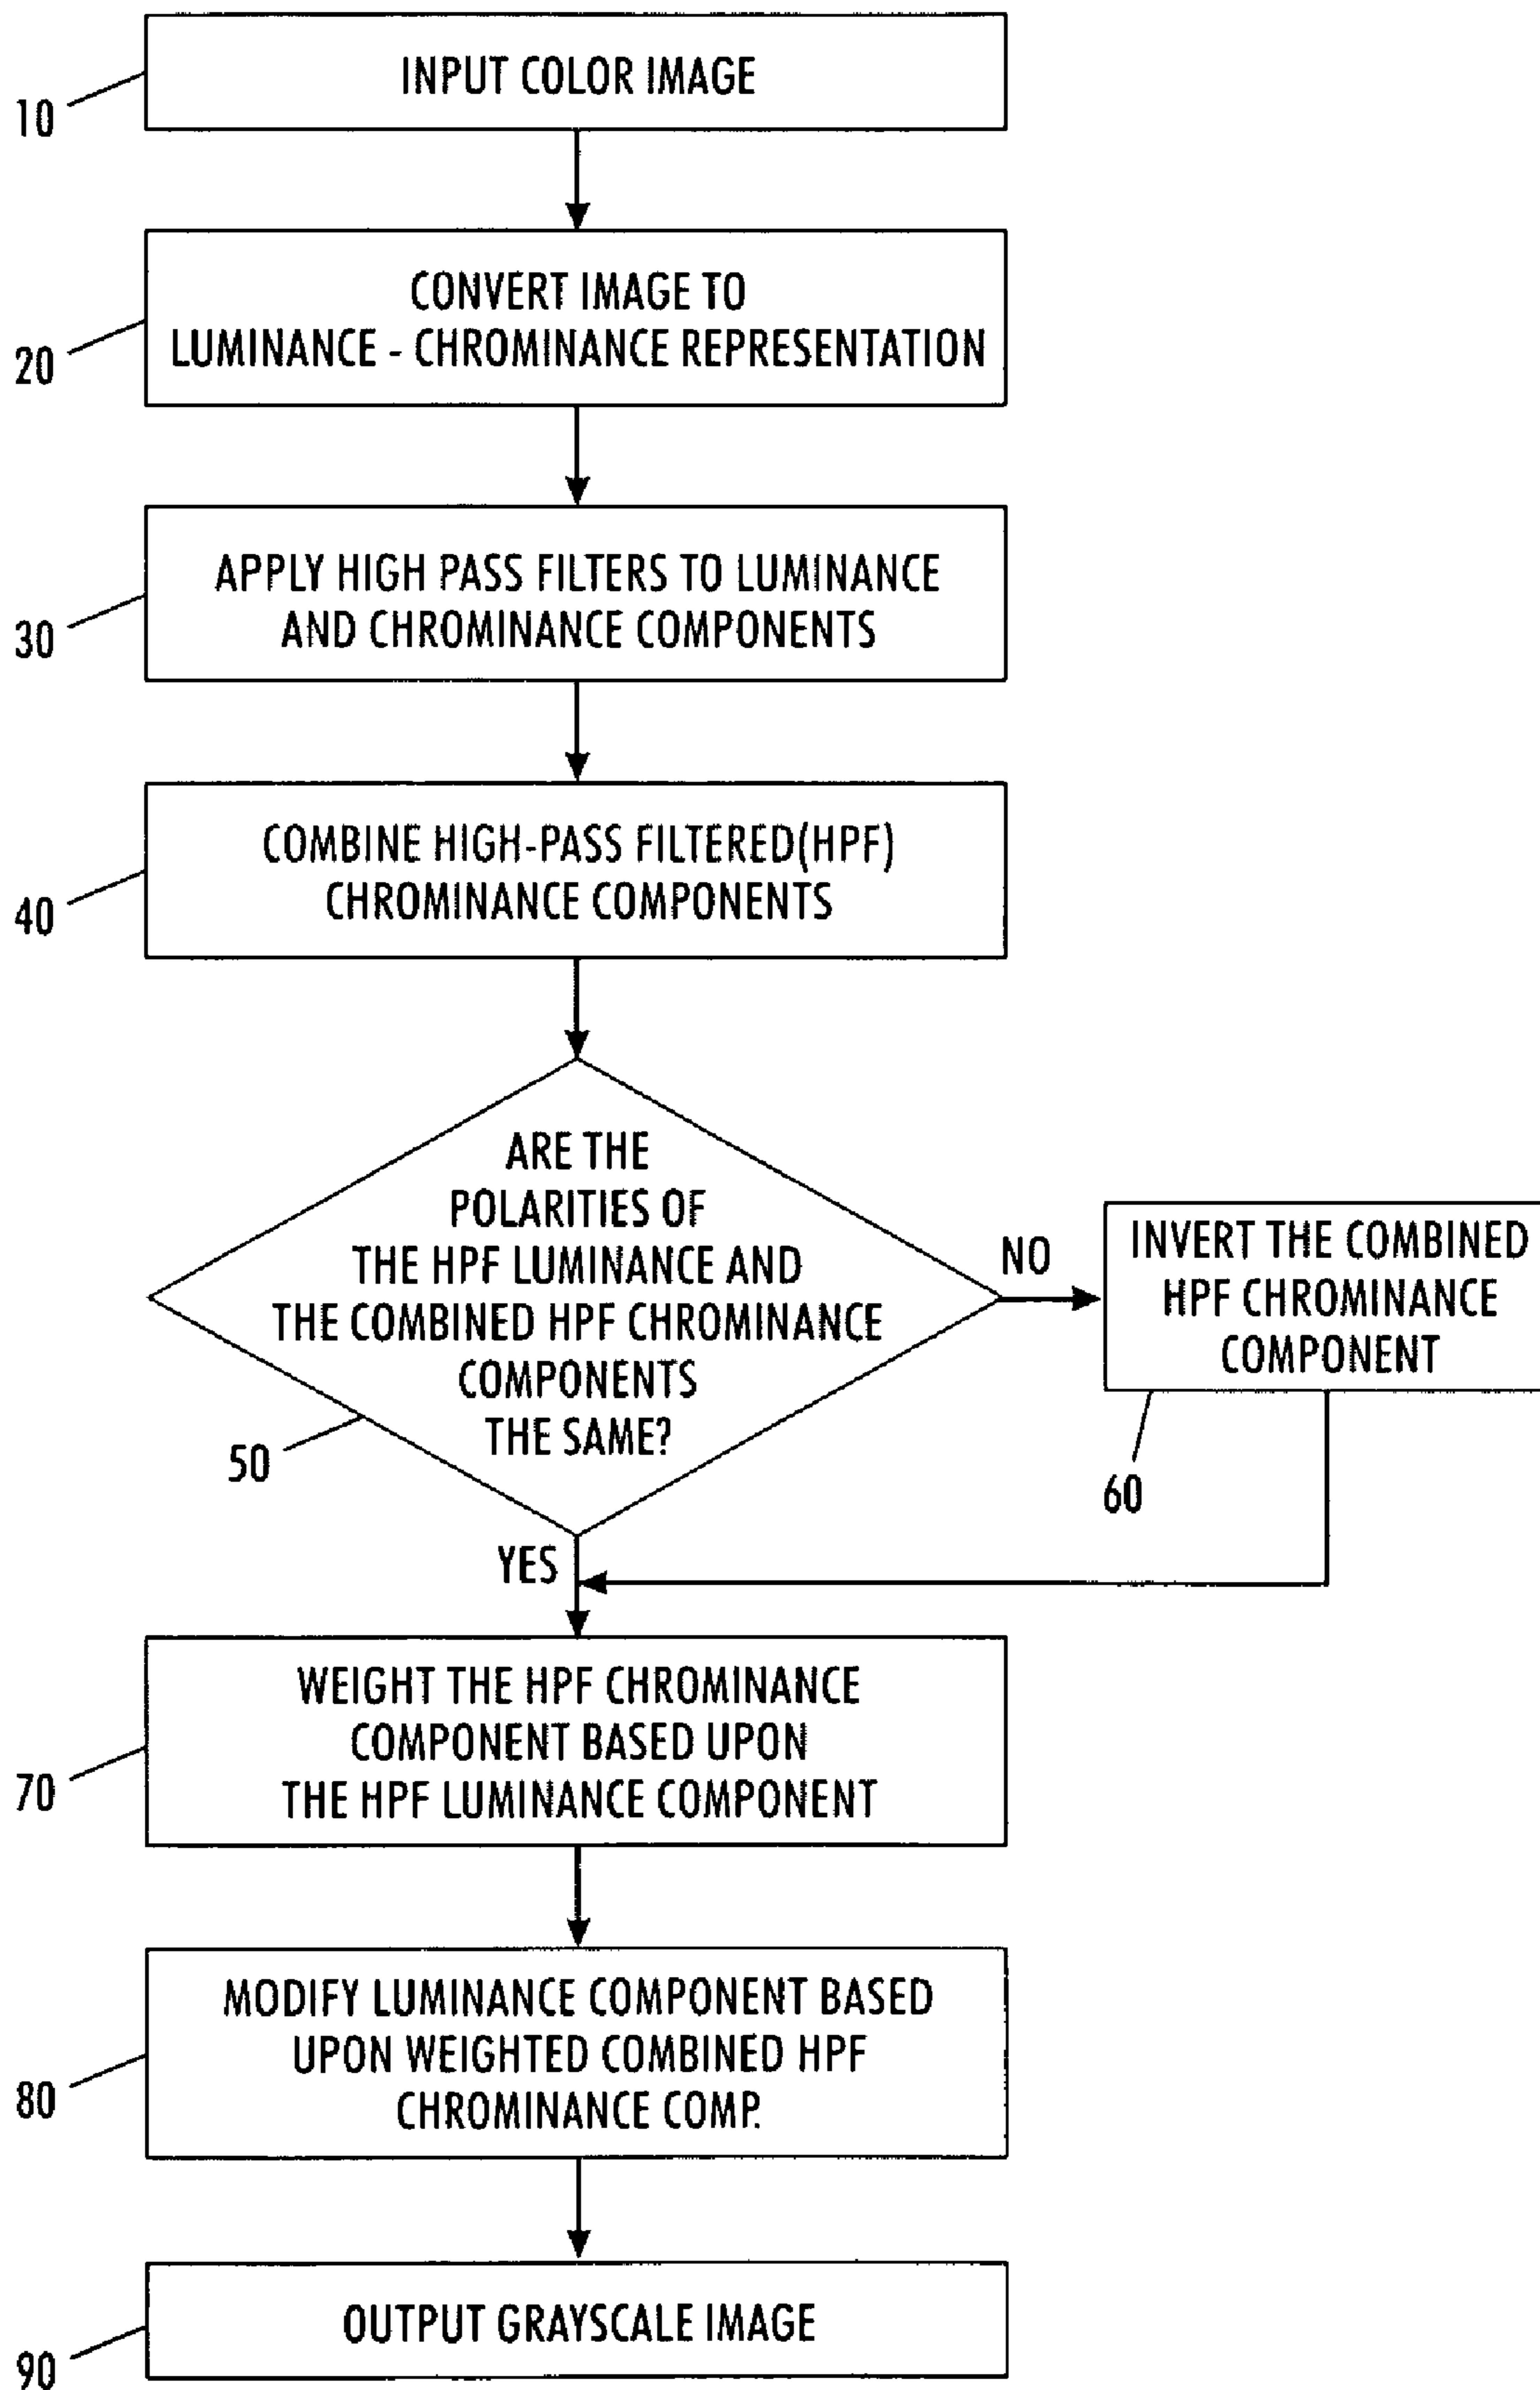 INPUT COLOR IMAGE
10
CONVERT IMAGE TO
LUMINANCE - CHROMINANCE REPRESENTATION
20
APPLY HIGH PASS FILTERS TO LUMINANCE
AND CHROMINANCE COMPONENTS
30
COMBINE HIGH-PASS FILTERED(HPF)
CHROMINANCE COMPONENTS
40
ARE THE
POLARITIES OF
THE HPF LUMINANCE AND
THE COMBINED HPF CHROMINANCE
COMPONENTS
THE SAME?
50
NO
INVERT THE COMBINED
HPF CHROMINANCE
COMPONENT
60
YES
WEIGHT THE HPF CHROMINANCE
COMPONENT BASED UPON
THE HPF LUMINANCE COMPONENT
70
MODIFY LUMINANCE COMPONENT BASED
UPON WEIGHTED COMBINED HPF
CHROMINANCE COMP.
80
OUTPUT GRAYSCALE IMAGE
90